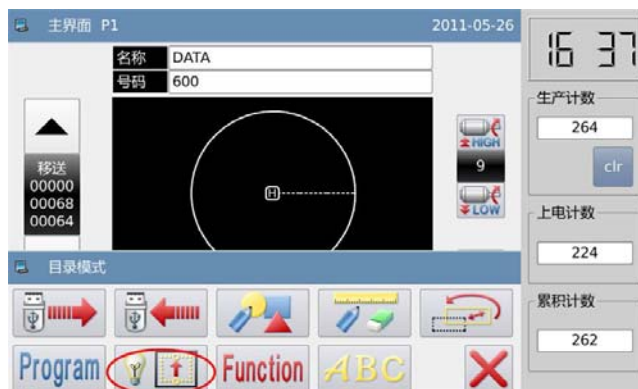 主界面 P1
2011-05-26
16 37
名称 DATA
号码 600
移送
00000
00068
00064
H
HIGH
9
LOW
生产计数
264
clr
上电计数
224
累积计数
262
目录模式
Program
Function
ABC